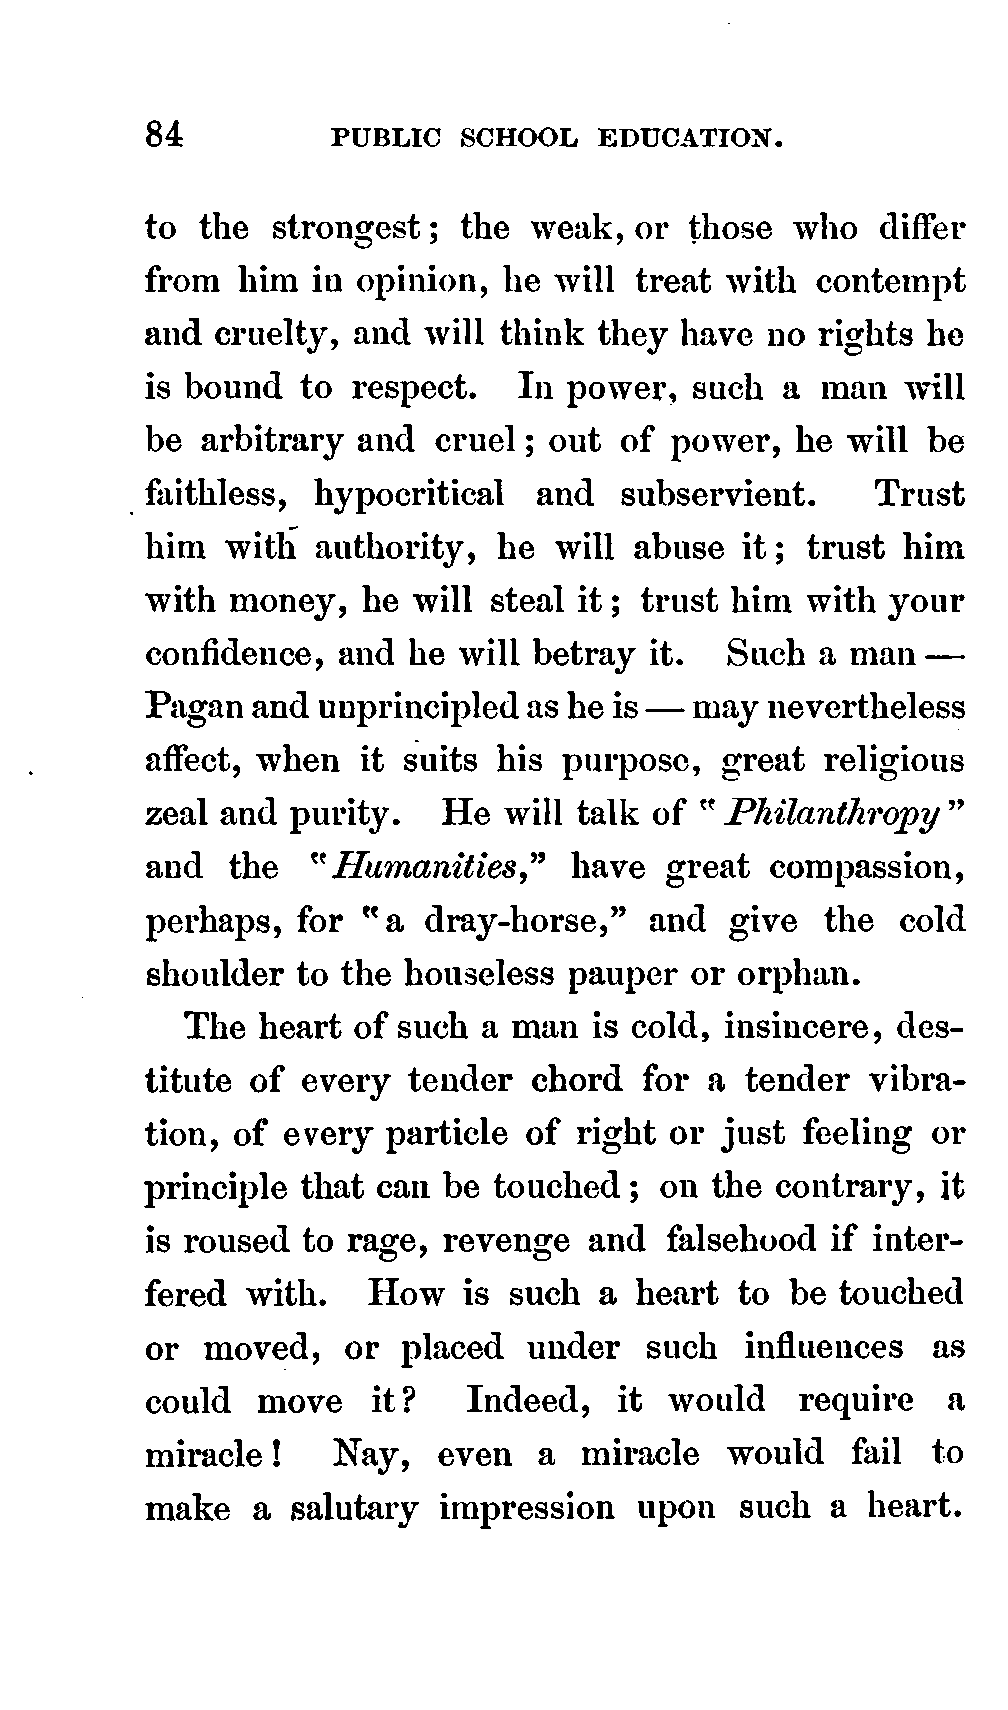 84 PUBLIC SCHOOL EDUCATION.
to the strongest; the weak, or those who differ
from him in opinion, he will treat with contempt
and cruelty, and will think they have no rights he
is bound to respect. In power, such a man will
be arbitrary and cruel; out of power, he will be
faithless, hypocritical and subservient. Trust
him with authority, he will abuse it; trust him
with money, he will steal it; trust him with your
confidence, and he will betray it. Such a man —
Pagan and unprincipled as he is — may nevertheless
affect, when it suits his purpose, great religious
zeal and purity. He will talk of "Philanthropy"
and the "Humanities," have great compassion,
perhaps, for "a dray-horse," and give the cold
shoulder to the houseless pauper or orphan.
The heart of such a man is cold, insincere, des-
titute of every tender chord for a tender vibra-
tion, of every particle of right or just feeling or
principle that can be touched; on the contrary, it
is roused to rage, revenge and falsehood if inter-
fered with. How is such a heart to be touched
or moved, or placed under such influences as
could move it? Indeed, it would require a
miracle! Nay, even a miracle would fail to
make a salutary impression upon such a heart.